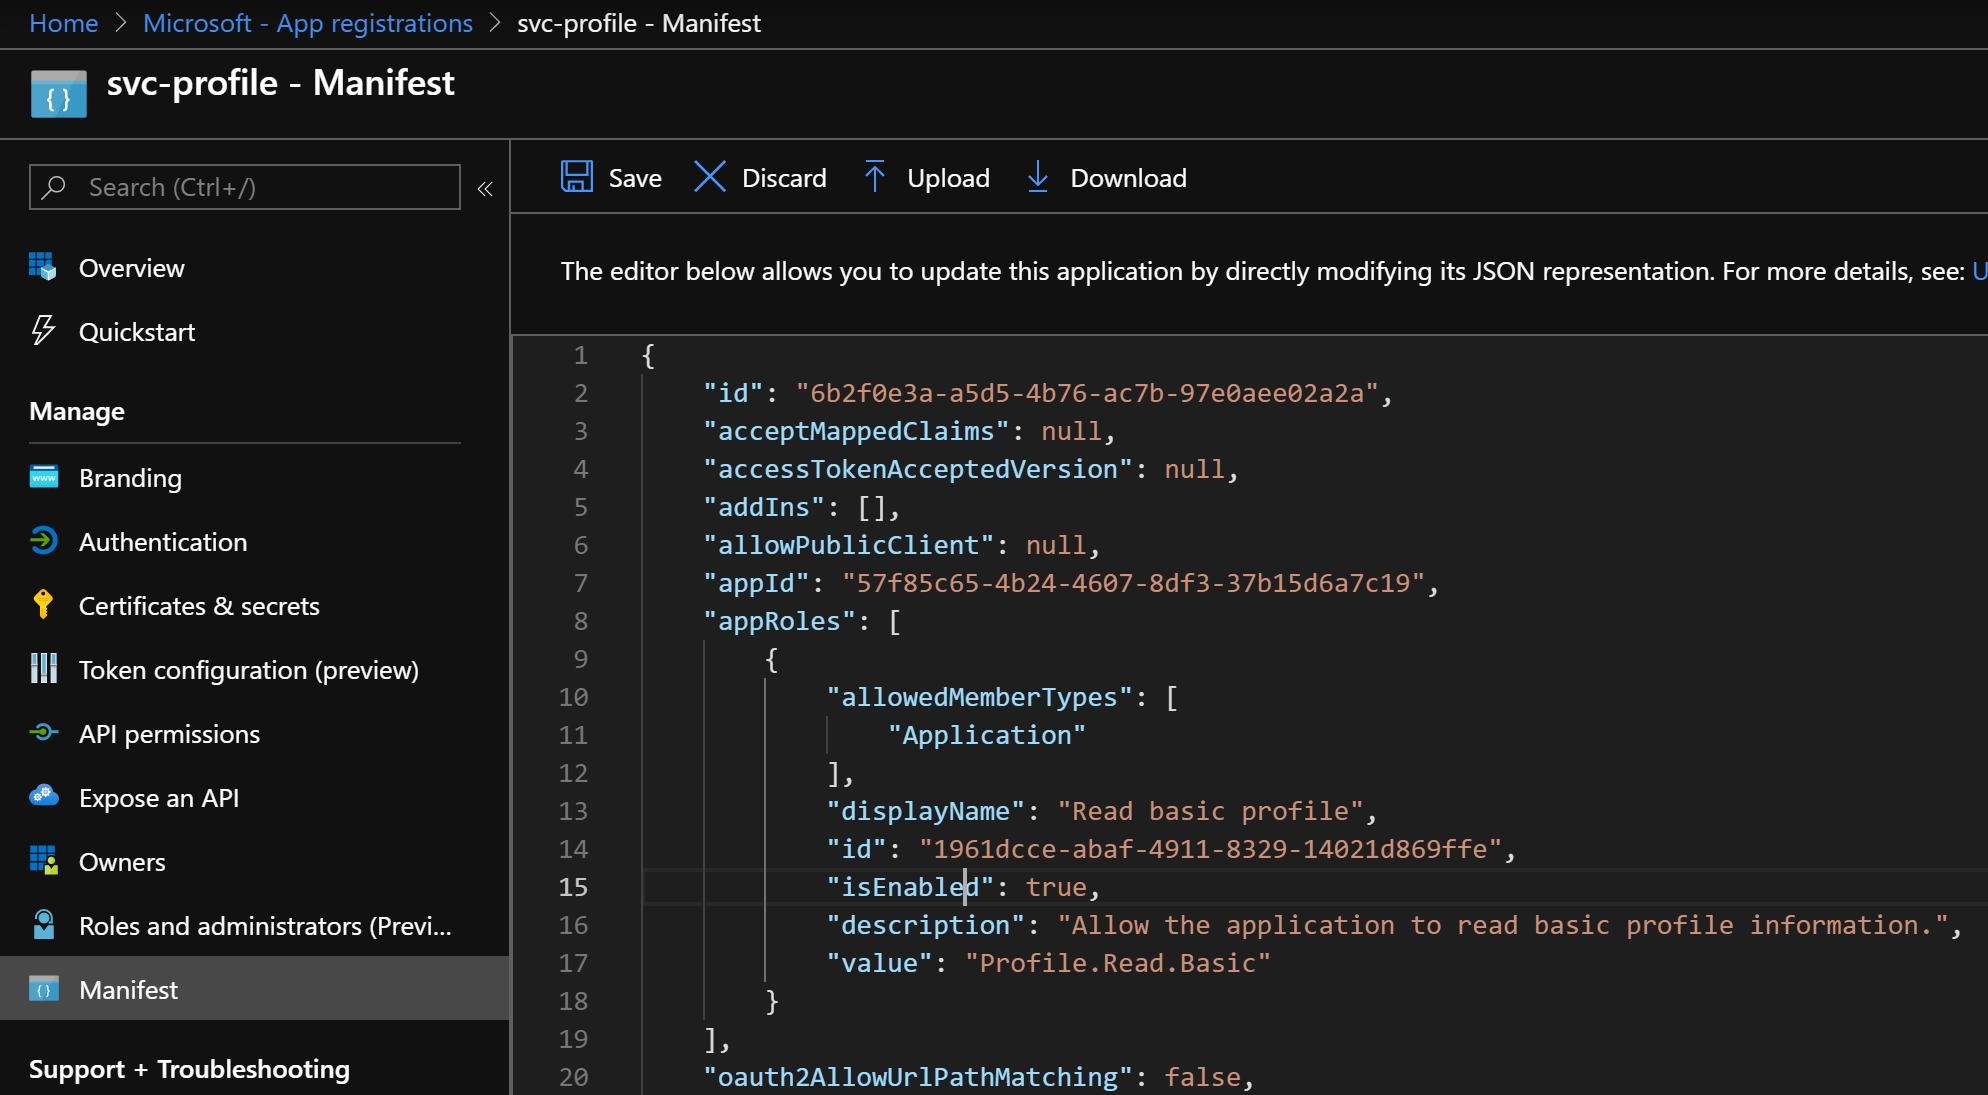 Home > Microsoft - App registrations > svc-profile - Manifest
svc-profile - Manifest
Search (Ctrl+/)
«
Overview
Quickstart
Manage
Branding
Authentication
Certificates & secrets
Token configuration (preview)
API permissions
Expose an API
Owners
Roles and administrators (Previ...
Manifest
Support + Troubleshooting
Save Discard Upload Download
The editor below allows you to update this application by directly modifying its JSON representation. For more details, see: U
1 {
2 "id": "6b2f0e3a-a5d5-4b76-ac7b-97e0aee02a2a",
3 "acceptMappedClaims": null,
4 "accessTokenAcceptedVersion": null,
5 "addIns": [],
6 "allowPublicClient": null,
7 "appId": "57f85c65-4b24-4607-8df3-37b15d6a7c19",
8 "appRoles": [
9 {
10 "allowedMemberTypes": [
11 "Application"
12 ],
13 "displayName": "Read basic profile",
14 "id": "1961dcce-abaf-4911-8329-14021d869ffe",
15 "isEnabled": true,
16 "description": "Allow the application to read basic profile information.",
17 "value": "Profile.Read.Basic"
18 }
19 ],
20 "oauth2AllowUrlPathMatching": false,